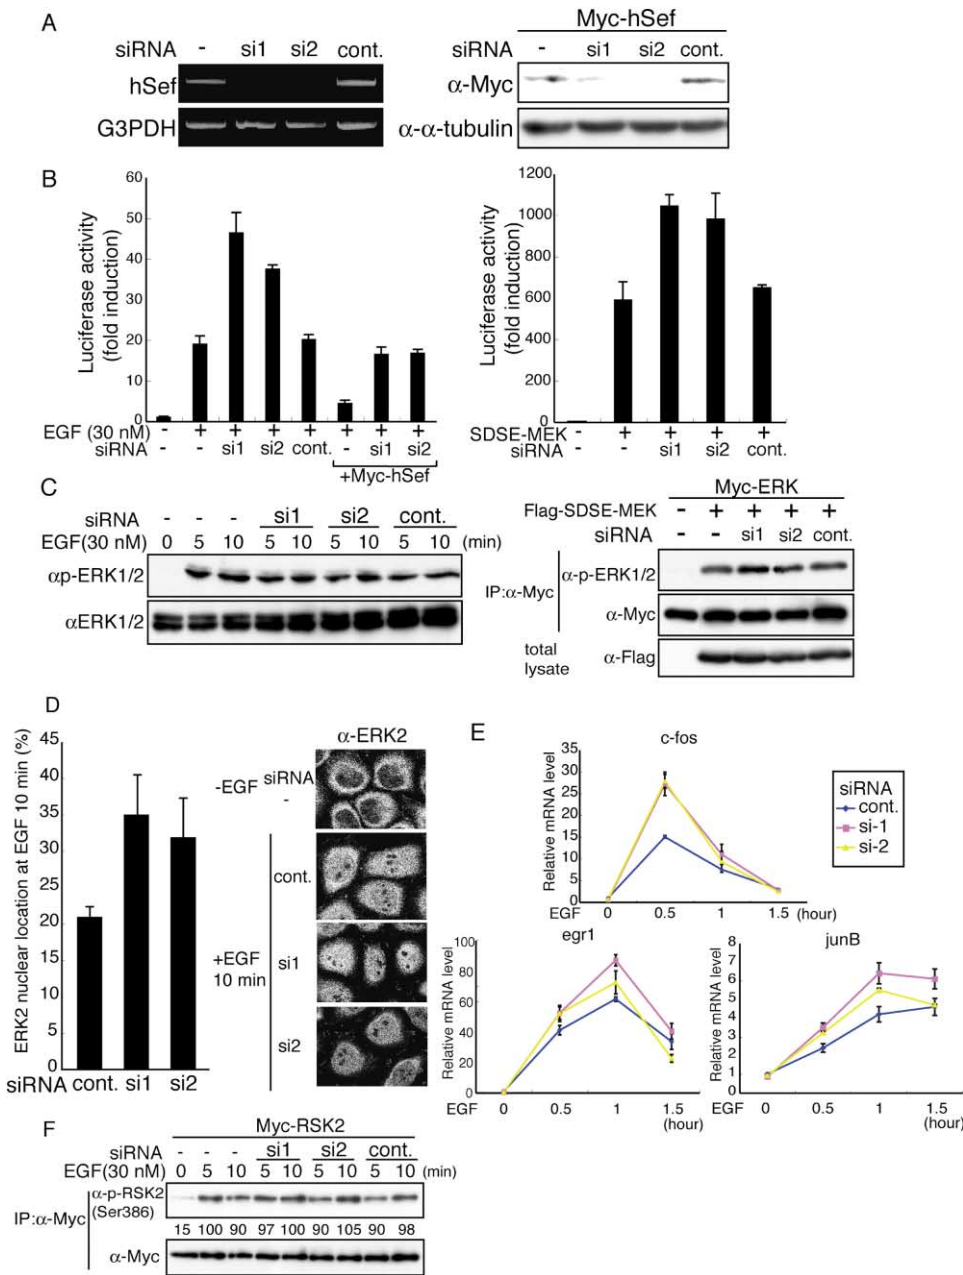 A
siRNA - si1 si2 cont.
hSef
G3PDH
Myc-hSef
siRNA - si1 si2 cont.
α-Myc
α-α-tubulin
B
Luciferase activity
(fold induction)
60
50
40
30
20
10
0
EGF (30 nM) - + + + + + + +
siRNA - - si1 si2 cont. - si1 si2
+Myc-hSef
Luciferase activity
(fold induction)
1200
1000
800
600
400
200
0
SDSE-MEK - + + + +
siRNA - - si1 si2 cont.
C
siRNA - - - si1 si2 cont.
EGF(30 nM) 0 5 10 5 10 5 10 5 10 (min)
αp-ERK1/2
αERK1/2
Myc-ERK
Flag-SDSE-MEK - + + + +
siRNA - - si1 si2 cont.
IP:α-Myc
α-p-ERK1/2
α-Myc
total
lysate
α-Flag
D
ERK2 nuclear location at EGF 10 min (%)
45
40
35
30
25
20
15
10
5
0
siRNA cont. si1 si2
α-ERK2
-EGF
siRNA
-
+EGF
10 min
cont.
si1
si2
E
c-fos
Relative mRNA level
35
30
25
20
15
10
5
0
EGF 0 0.5 1 1.5 (hour)
siRNA
cont.
si-1
si-2
egr1
Relative mRNA level
100
80
60
40
20
0
EGF 0 0.5 1 1.5
(hour)
junB
Relative mRNA level
8
7
6
5
4
3
2
1
0
EGF 0 0.5 1 1.5
(hour)
F
Myc-RSK2
siRNA - - - si1 si2 cont.
EGF(30 nM) 0 5 10 5 10 5 10 5 10 (min)
IP:α-Myc
α-p-RSK2
(Ser386)
15 100 90 97 100 90 105 90 98
α-Myc